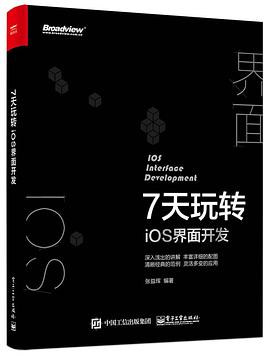 Broadview®
7天玩转 iOS界面开发
iOS
界面
iOS
Interface
Development
7天玩转
iOS界面开发
深入浅出的讲解 丰富详细的配图
清晰经典的范例 灵活多变的应用
张益珲 编著
中国工信出版集团
电子工业出版社